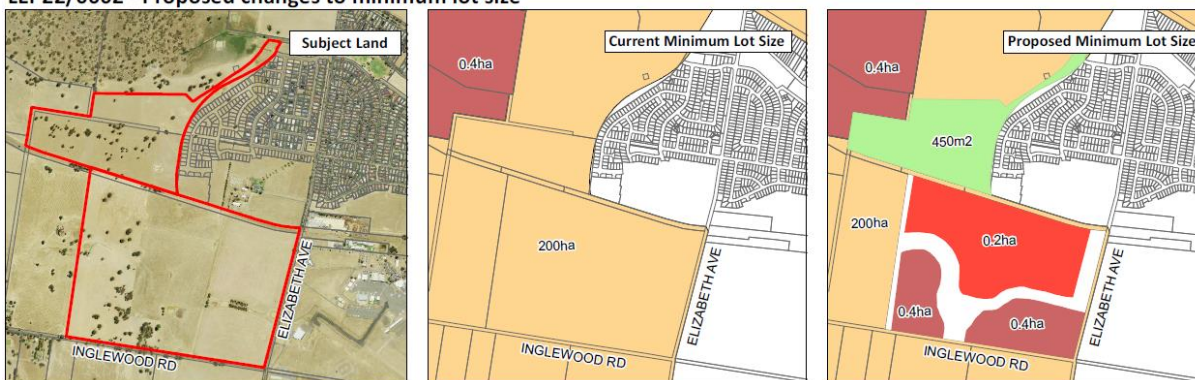 LEP22/0002 - Proposed changes to minimum lot size
Subject Land
ELIZABETH AVE
INGLEWOOD RD
Current Minimum Lot Size
0.4ha
200ha
ELIZABETH AVE
INGLEWOOD RD
Proposed Minimum Lot Size
0.4ha
450m2
200ha
0.2ha
0.4ha
0.4ha
ELIZABETH AVE
INGLEWOOD RD